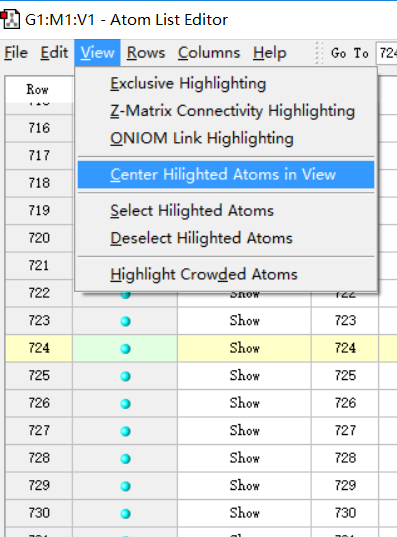 G1:M1:V1 - Atom List Editor
File Edit View Rows Columns Help Go To 724
Row
Exclusive Highlighting
Z-Matrix Connectivity Highlighting
ONIOM Link Highlighting
Center Hilighted Atoms in View
Select Hilighted Atoms
Deselect Hilighted Atoms
Highlight Crowded Atoms
716
717
718
719
720
721
722 Show 722
723 Show 723
724 Show 724
725 Show 725
726 Show 726
727 Show 727
728 Show 728
729 Show 729
730 Show 730